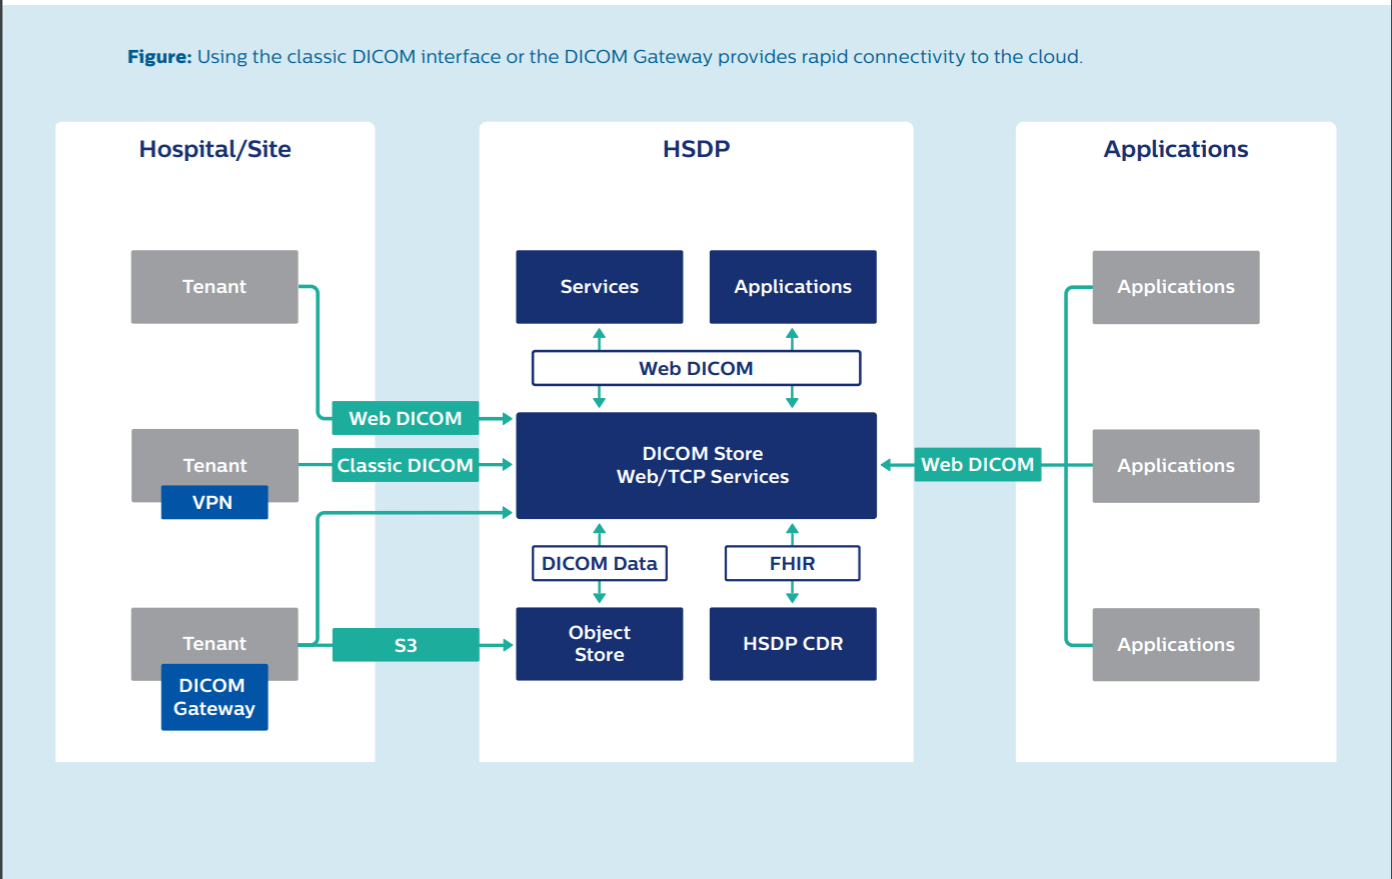 Figure: Using the classic DICOM interface or the DICOM Gateway provides rapid connectivity to the cloud.
Hospital/Site
Tenant
Tenant
VPN
Tenant
DICOM
Gateway
Web DICOM
Classic DICOM
S3
HSDP
Services
Applications
Web DICOM
DICOM Store
Web/TCP Services
DICOM Data
FHIR
Object
Store
HSDP CDR
Web DICOM
Applications
Applications
Applications
Applications